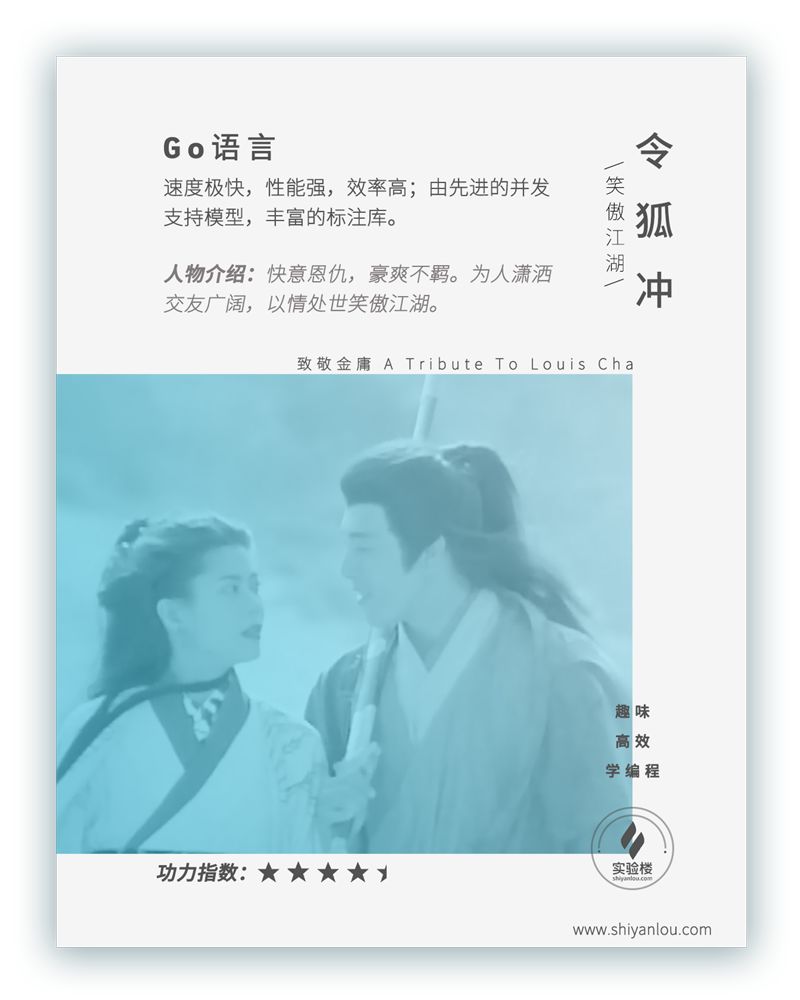 Go语言
速度极快，性能强，效率高；由先进的并发
支持模型，丰富的标注库。
人物介绍：快意恩仇，豪爽不羁。为人潇洒
交友广阔，以情处世笑傲江湖。
令狐冲
笑傲江湖
致敬金庸 A Tribute To Louis Cha
趣味
高效
学编程
实验楼
shiyanlou.com
功力指数：
www.shiyanlou.com